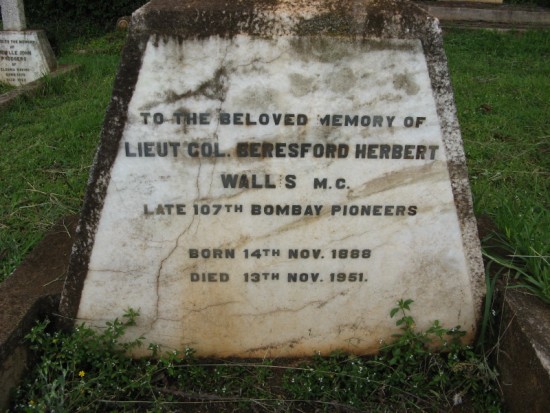 TO THE BELOVED MEMORY OF
LIEUT COL. BERESFORD HERBERT
WALLIS M.C.
LATE 107TH BOMBAY PIONEERS
BORN 14TH NOV. 1888
DIED 13TH NOV. 1951.